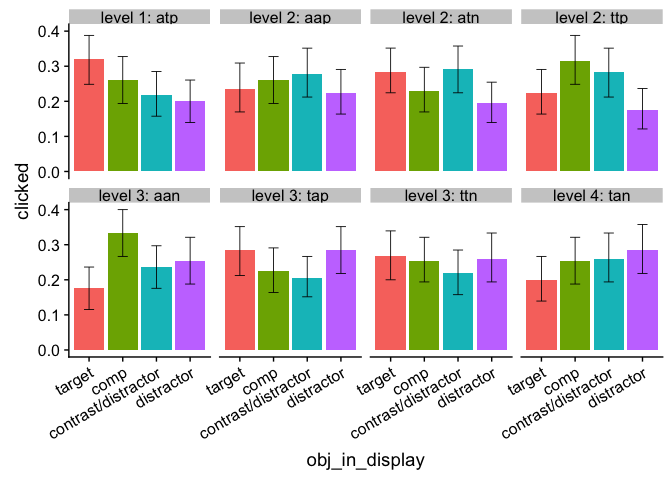 level 1: atp
level 2: aap
level 2: atn
level 2: ttp
0.4
0.3
0.2
0.1
0.0
clicked
level 3: aan
level 3: tap
level 3: ttn
level 4: tan
0.4
0.3
0.2
0.1
0.0
target
comp
contrast/distractor
distractor
target
comp
contrast/distractor
distractor
target
comp
contrast/distractor
distractor
target
comp
contrast/distractor
distractor
obj_in_display